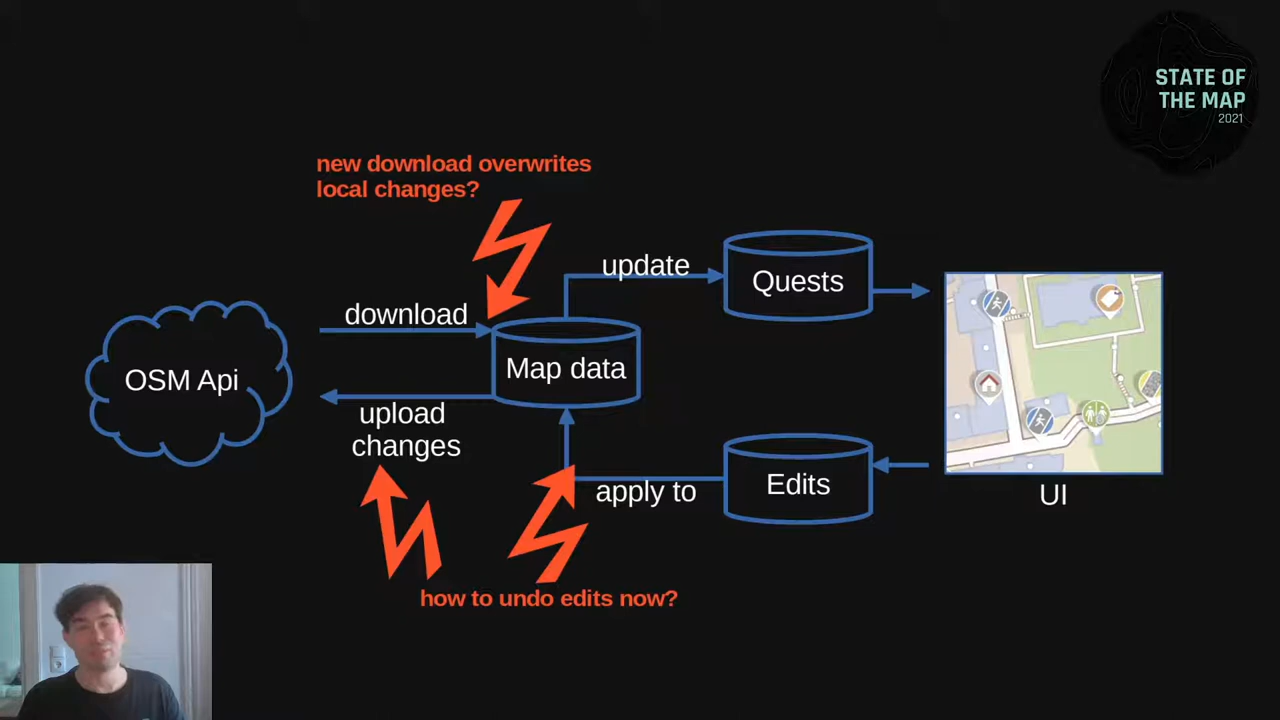 STATE OF
THE MAP
2021
new download overwrites
local changes?
update
Quests
download
OSM Api
Map data
upload
changes
apply to
Edits
UI
how to undo edits now?